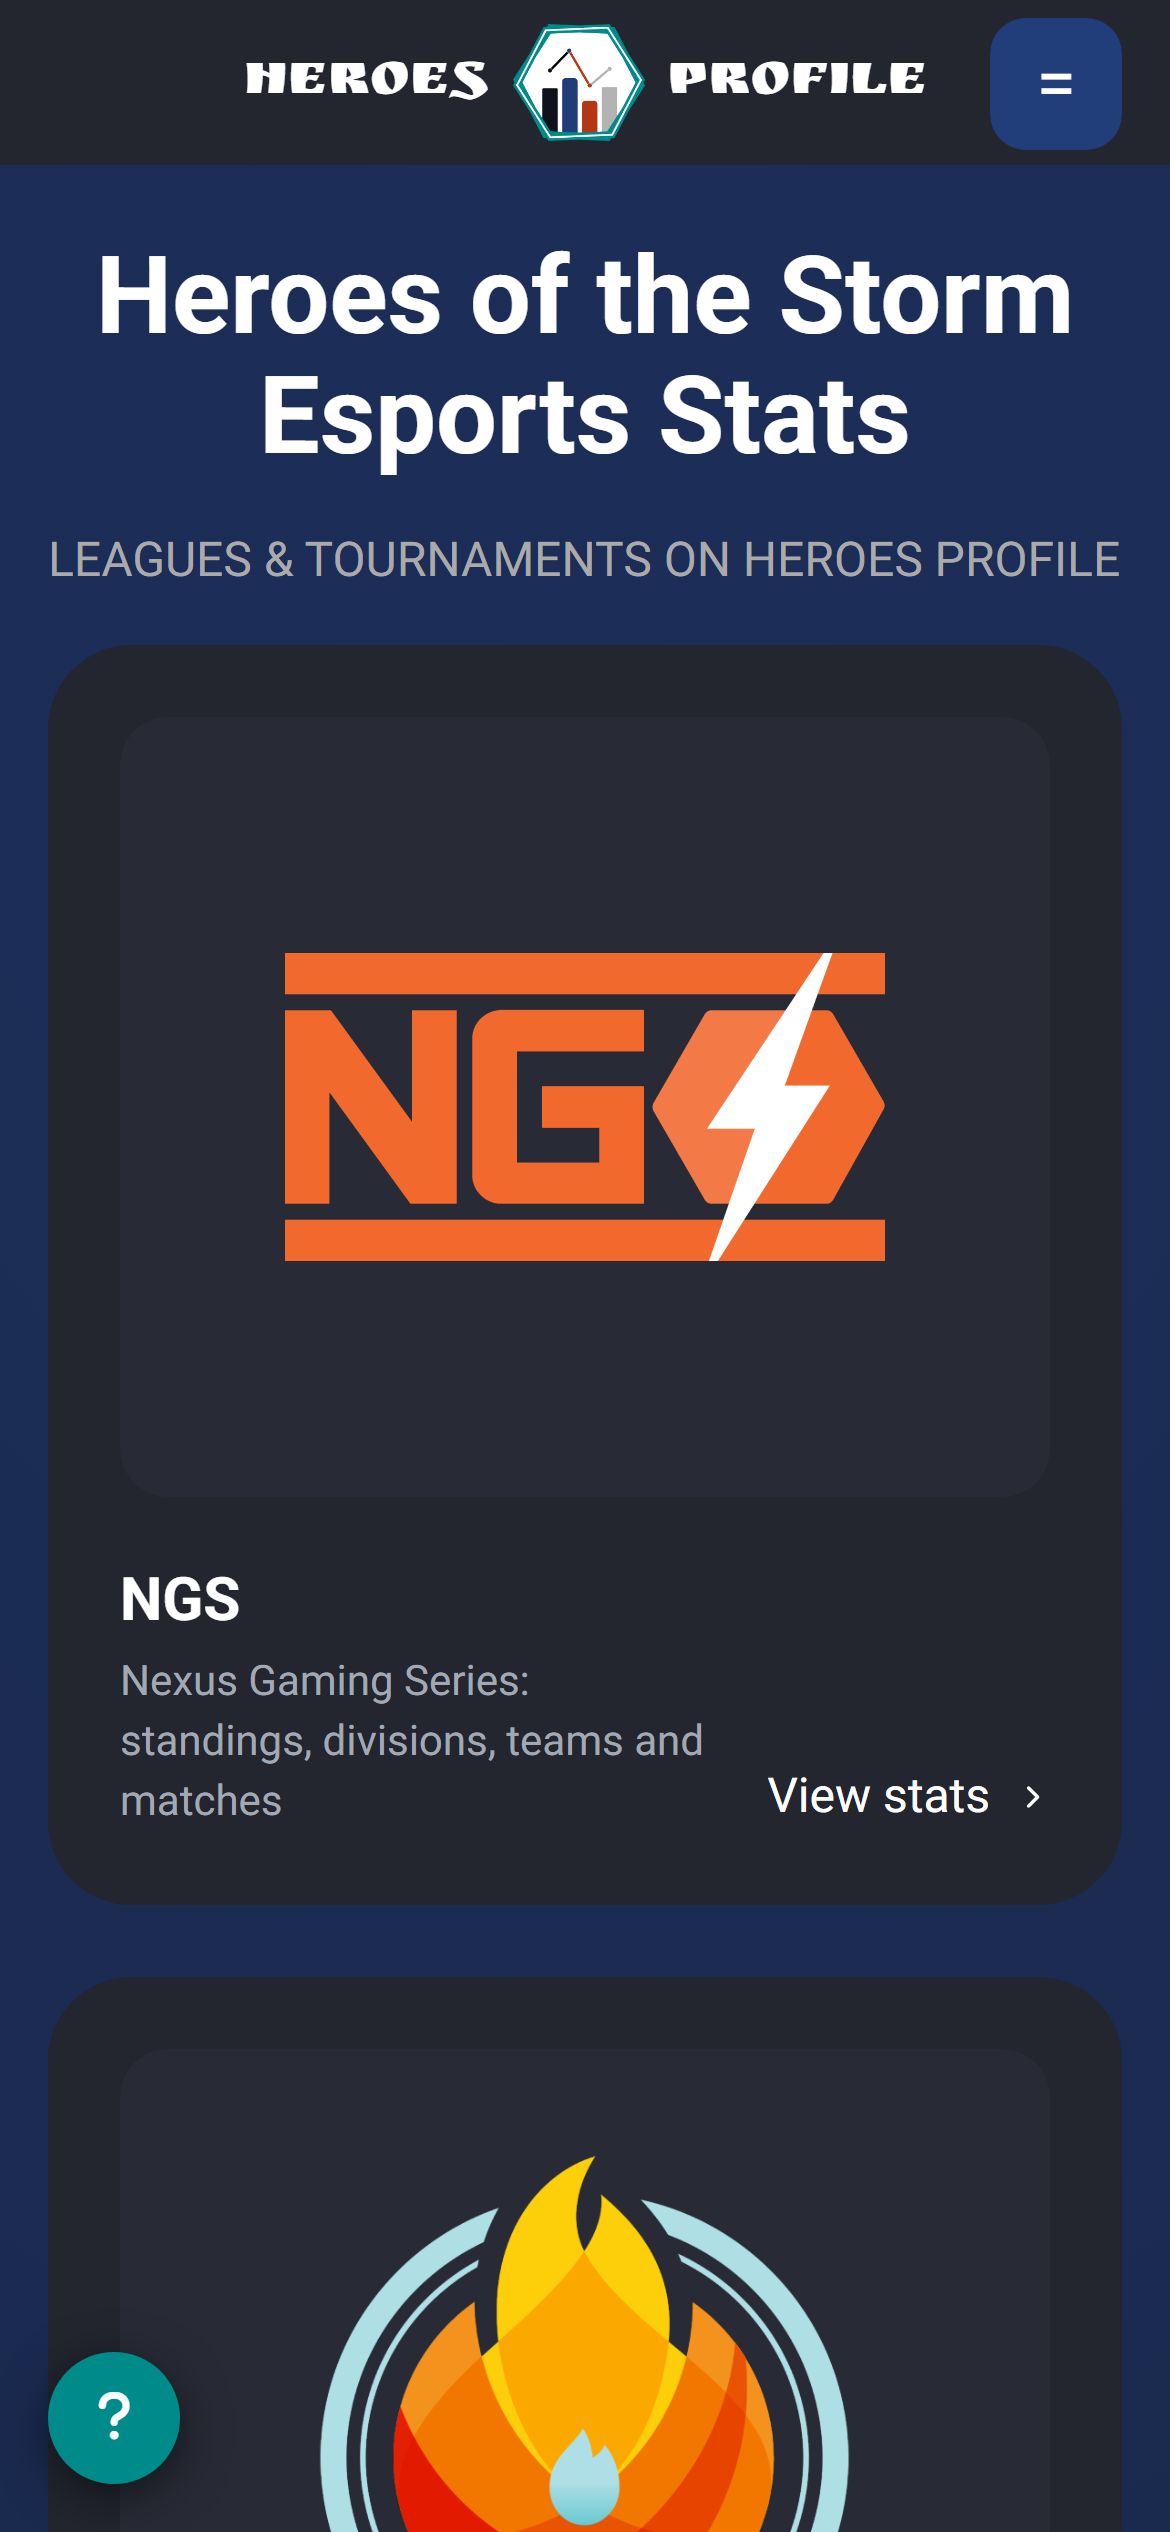 HEROES PROFILE
=
Heroes of the Storm
Esports Stats
LEAGUES & TOURNAMENTS ON HEROES PROFILE
NG
NGS
Nexus Gaming Series:
standings, divisions, teams and
matches
View stats
?